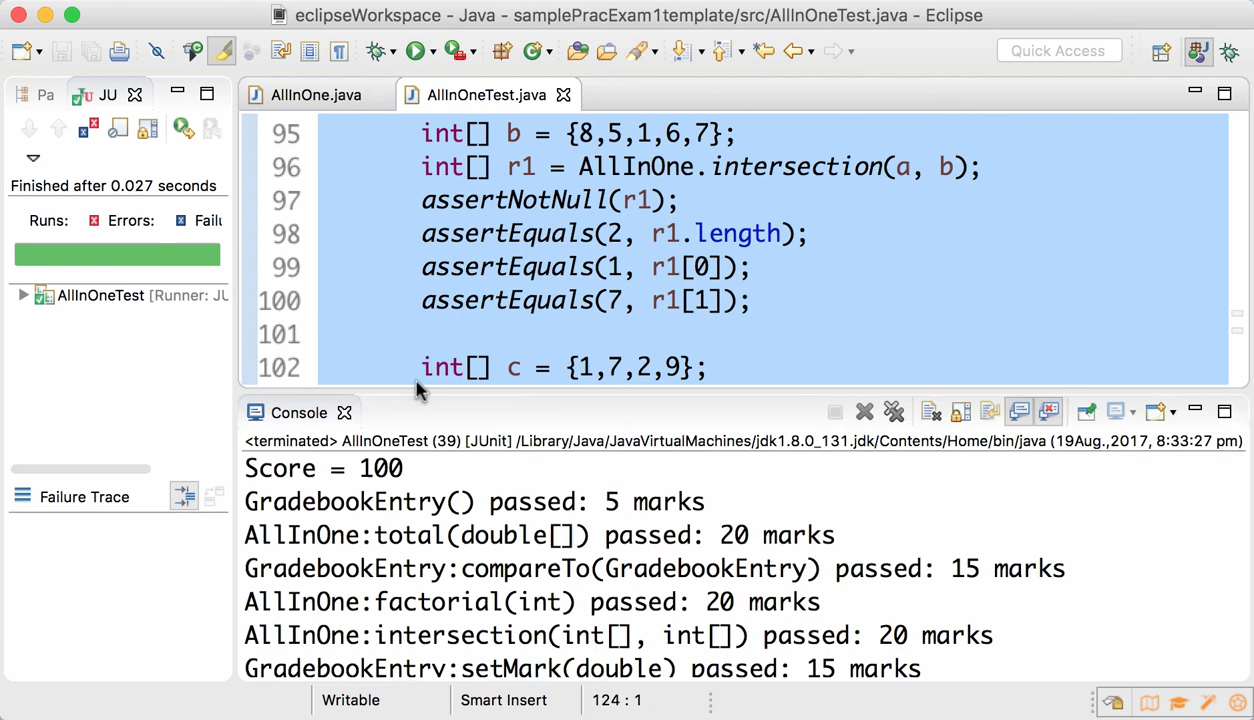 eclipseWorkspace - Java - samplePracExam1template/src/AllInOneTest.java - Eclipse
Quick Access
Pa
JU
AllInOne.java
AllInOneTest.java
Finished after 0.027 seconds
Runs:
Errors:
Failu
AllInOneTest [Runner: JU
Failure Trace
95 int[] b = {8,5,1,6,7};
96 int[] r1 = AllInOne.intersection(a, b);
97 assertNotNull(r1);
98 assertEquals(2, r1.length);
99 assertEquals(1, r1[0]);
100 assertEquals(7, r1[1]);
101
102 int[] c = {1,7,2,9};
Console
<terminated> AllInOneTest (39) [JUnit] /Library/Java/JavaVirtualMachines/jdk1.8.0_131.jdk/Contents/Home/bin/java (19Aug.,2017, 8:33:27 pm)
Score = 100
GradebookEntry() passed: 5 marks
AllInOne:total(double[]) passed: 20 marks
GradebookEntry:compareTo(GradebookEntry) passed: 15 marks
AllInOne:factorial(int) passed: 20 marks
AllInOne:intersection(int[], int[]) passed: 20 marks
GradebookEntry:setMark(double) passed: 15 marks
Writable
Smart Insert
124 : 1